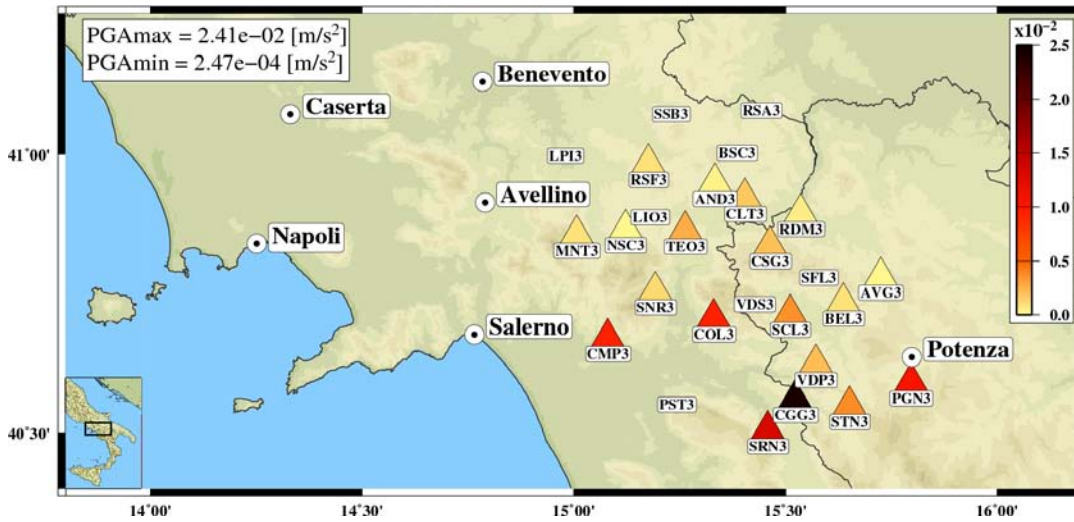 PGAmax = 2.41e−02 [m/s²]
PGAmin = 2.47e−04 [m/s²]
x10⁻²
2.5
2.0
1.5
1.0
0.5
0.0
Benevento
Caserta
Avellino
Napoli
Salerno
Potenza
SSB3
RSA3
LPI3
BSC3
RSF3
AND3
CLT3
LIO3
RDM3
MNT3
NSC3
TEO3
CSG3
SFL3
AVG3
SNR3
VDS3
BEL3
COL3
SCL3
CMP3
VDP3
PGN3
PST3
CGG3
STN3
SRN3
41˚00'
40˚30'
14˚00'
14˚30'
15˚00'
15˚30'
16˚00'